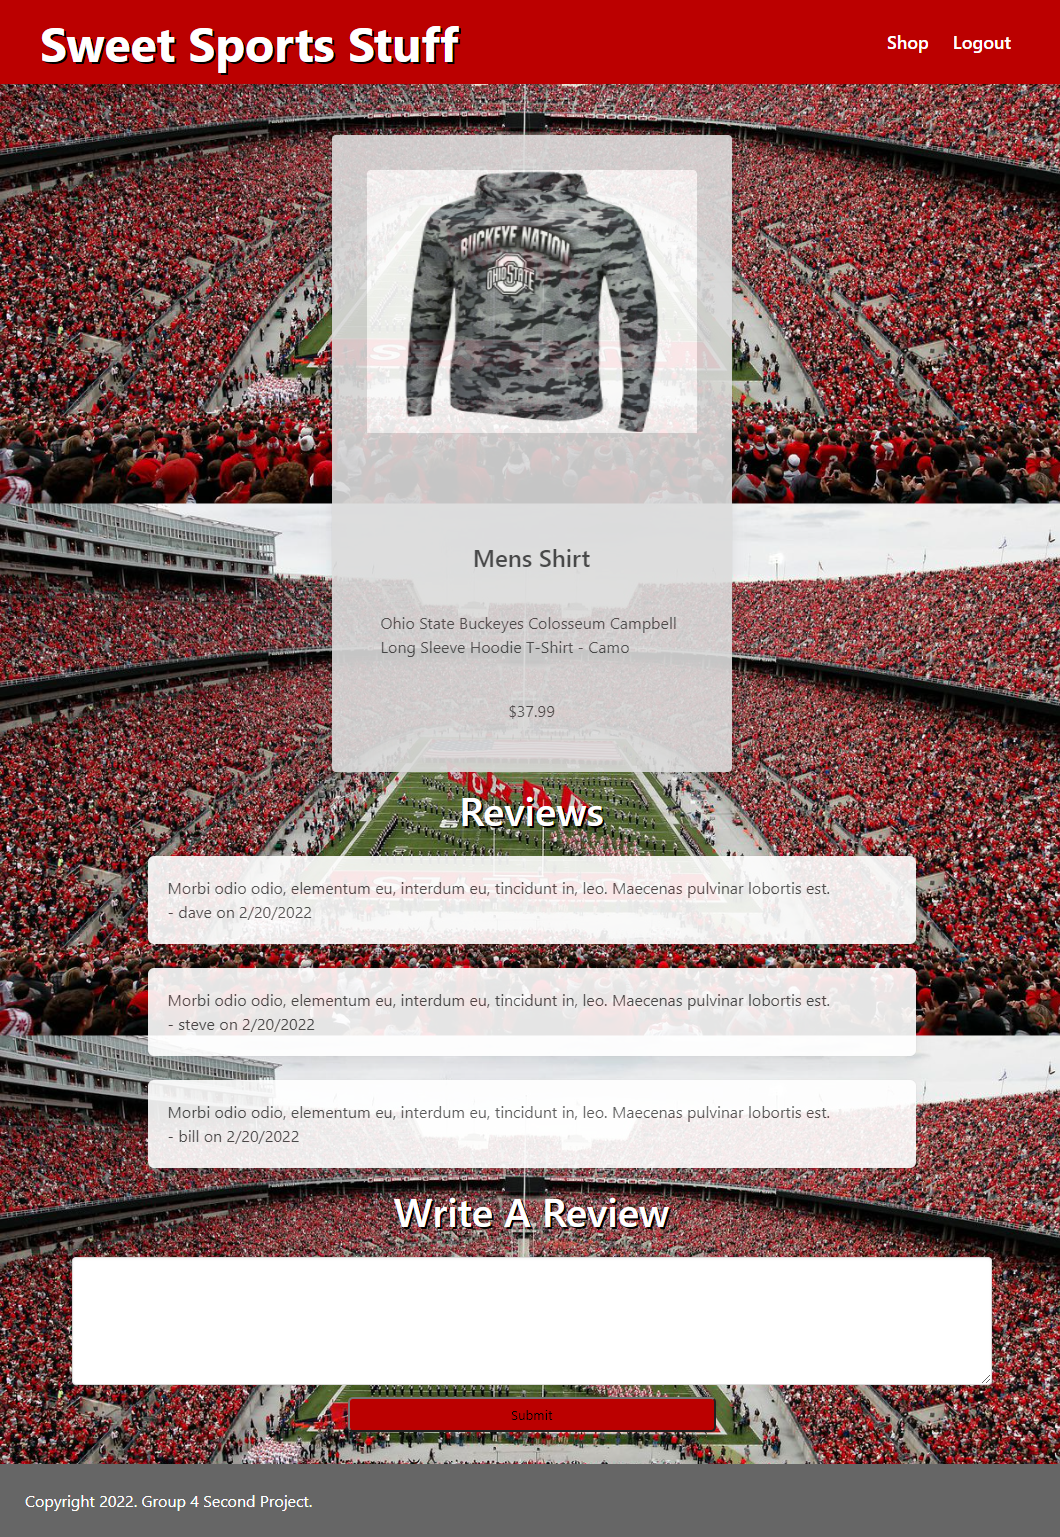 Sweet Sports Stuff
Shop
Logout
BUCKEYE NATION
OHIO STATE
Mens Shirt
Ohio State Buckeyes Colosseum Campbell
Long Sleeve Hoodie T-Shirt - Camo
$37.99
Reviews
Morbi odio odio, elementum eu, interdum eu, tincidunt in, leo. Maecenas pulvinar lobortis est.
- dave on 2/20/2022
Morbi odio odio, elementum eu, interdum eu, tincidunt in, leo. Maecenas pulvinar lobortis est.
- steve on 2/20/2022
Morbi odio odio, elementum eu, interdum eu, tincidunt in, leo. Maecenas pulvinar lobortis est.
- bill on 2/20/2022
Write A Review
Submit
Copyright 2022. Group 4 Second Project.